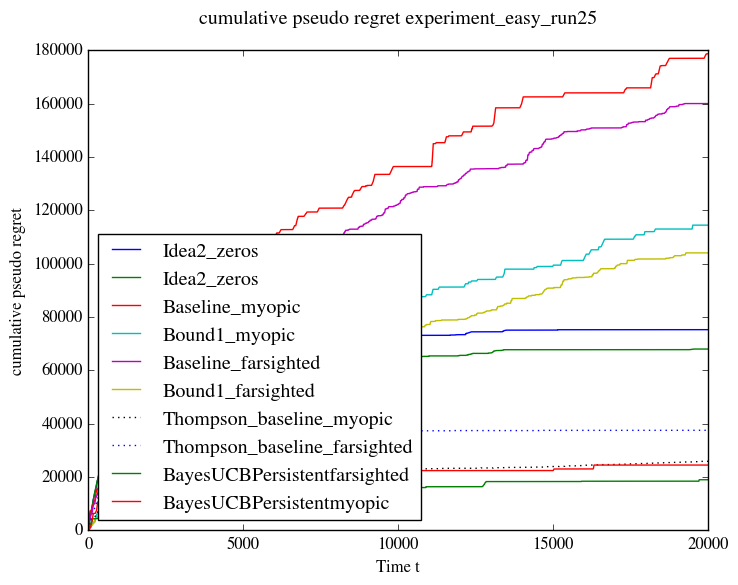 cumulative pseudo regret experiment_easy_run25
180000
160000
140000
120000
100000
80000
60000
40000
20000
0
cumulative pseudo regret
Idea2_zeros
Idea2_zeros
Baseline_myopic
Bound1_myopic
Baseline_farsighted
Bound1_farsighted
Thompson_baseline_myopic
Thompson_baseline_farsighted
BayesUCBPersistentfarsighted
BayesUCBPersistentmyopic
0 5000 10000 15000 20000
Time t